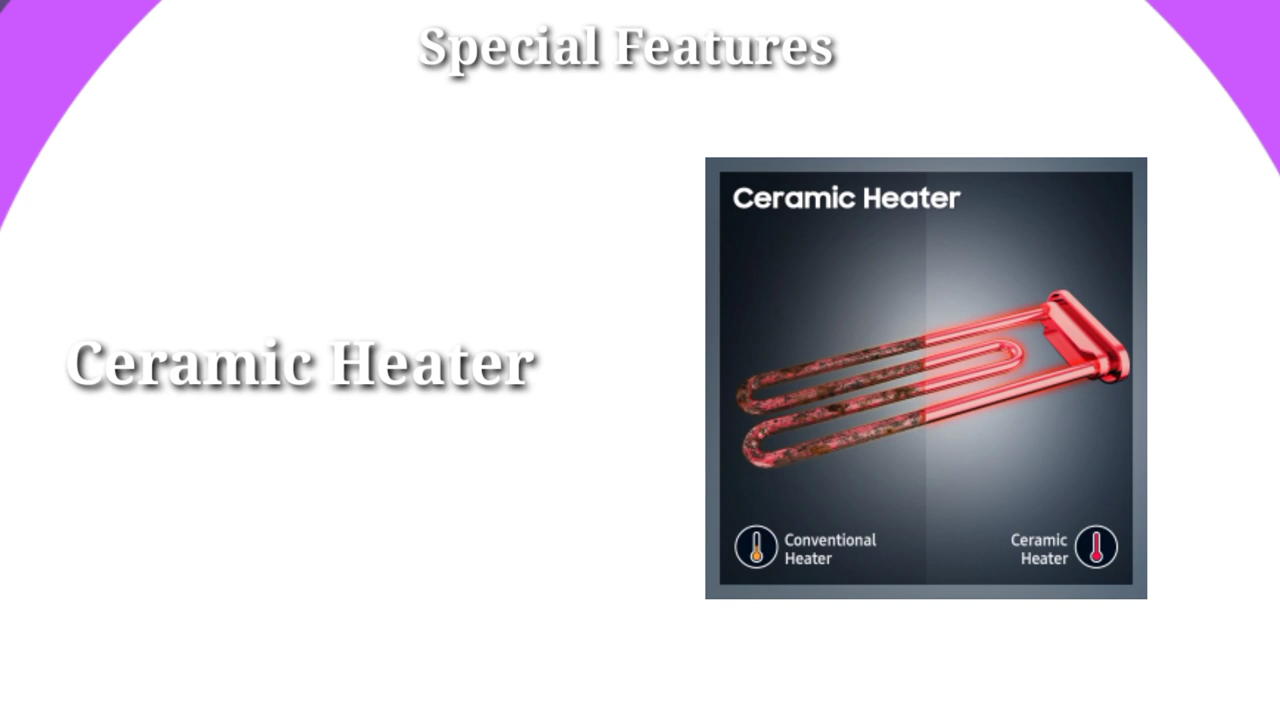 Special Features
Ceramic Heater
Ceramic Heater
Conventional
Heater
Ceramic
Heater